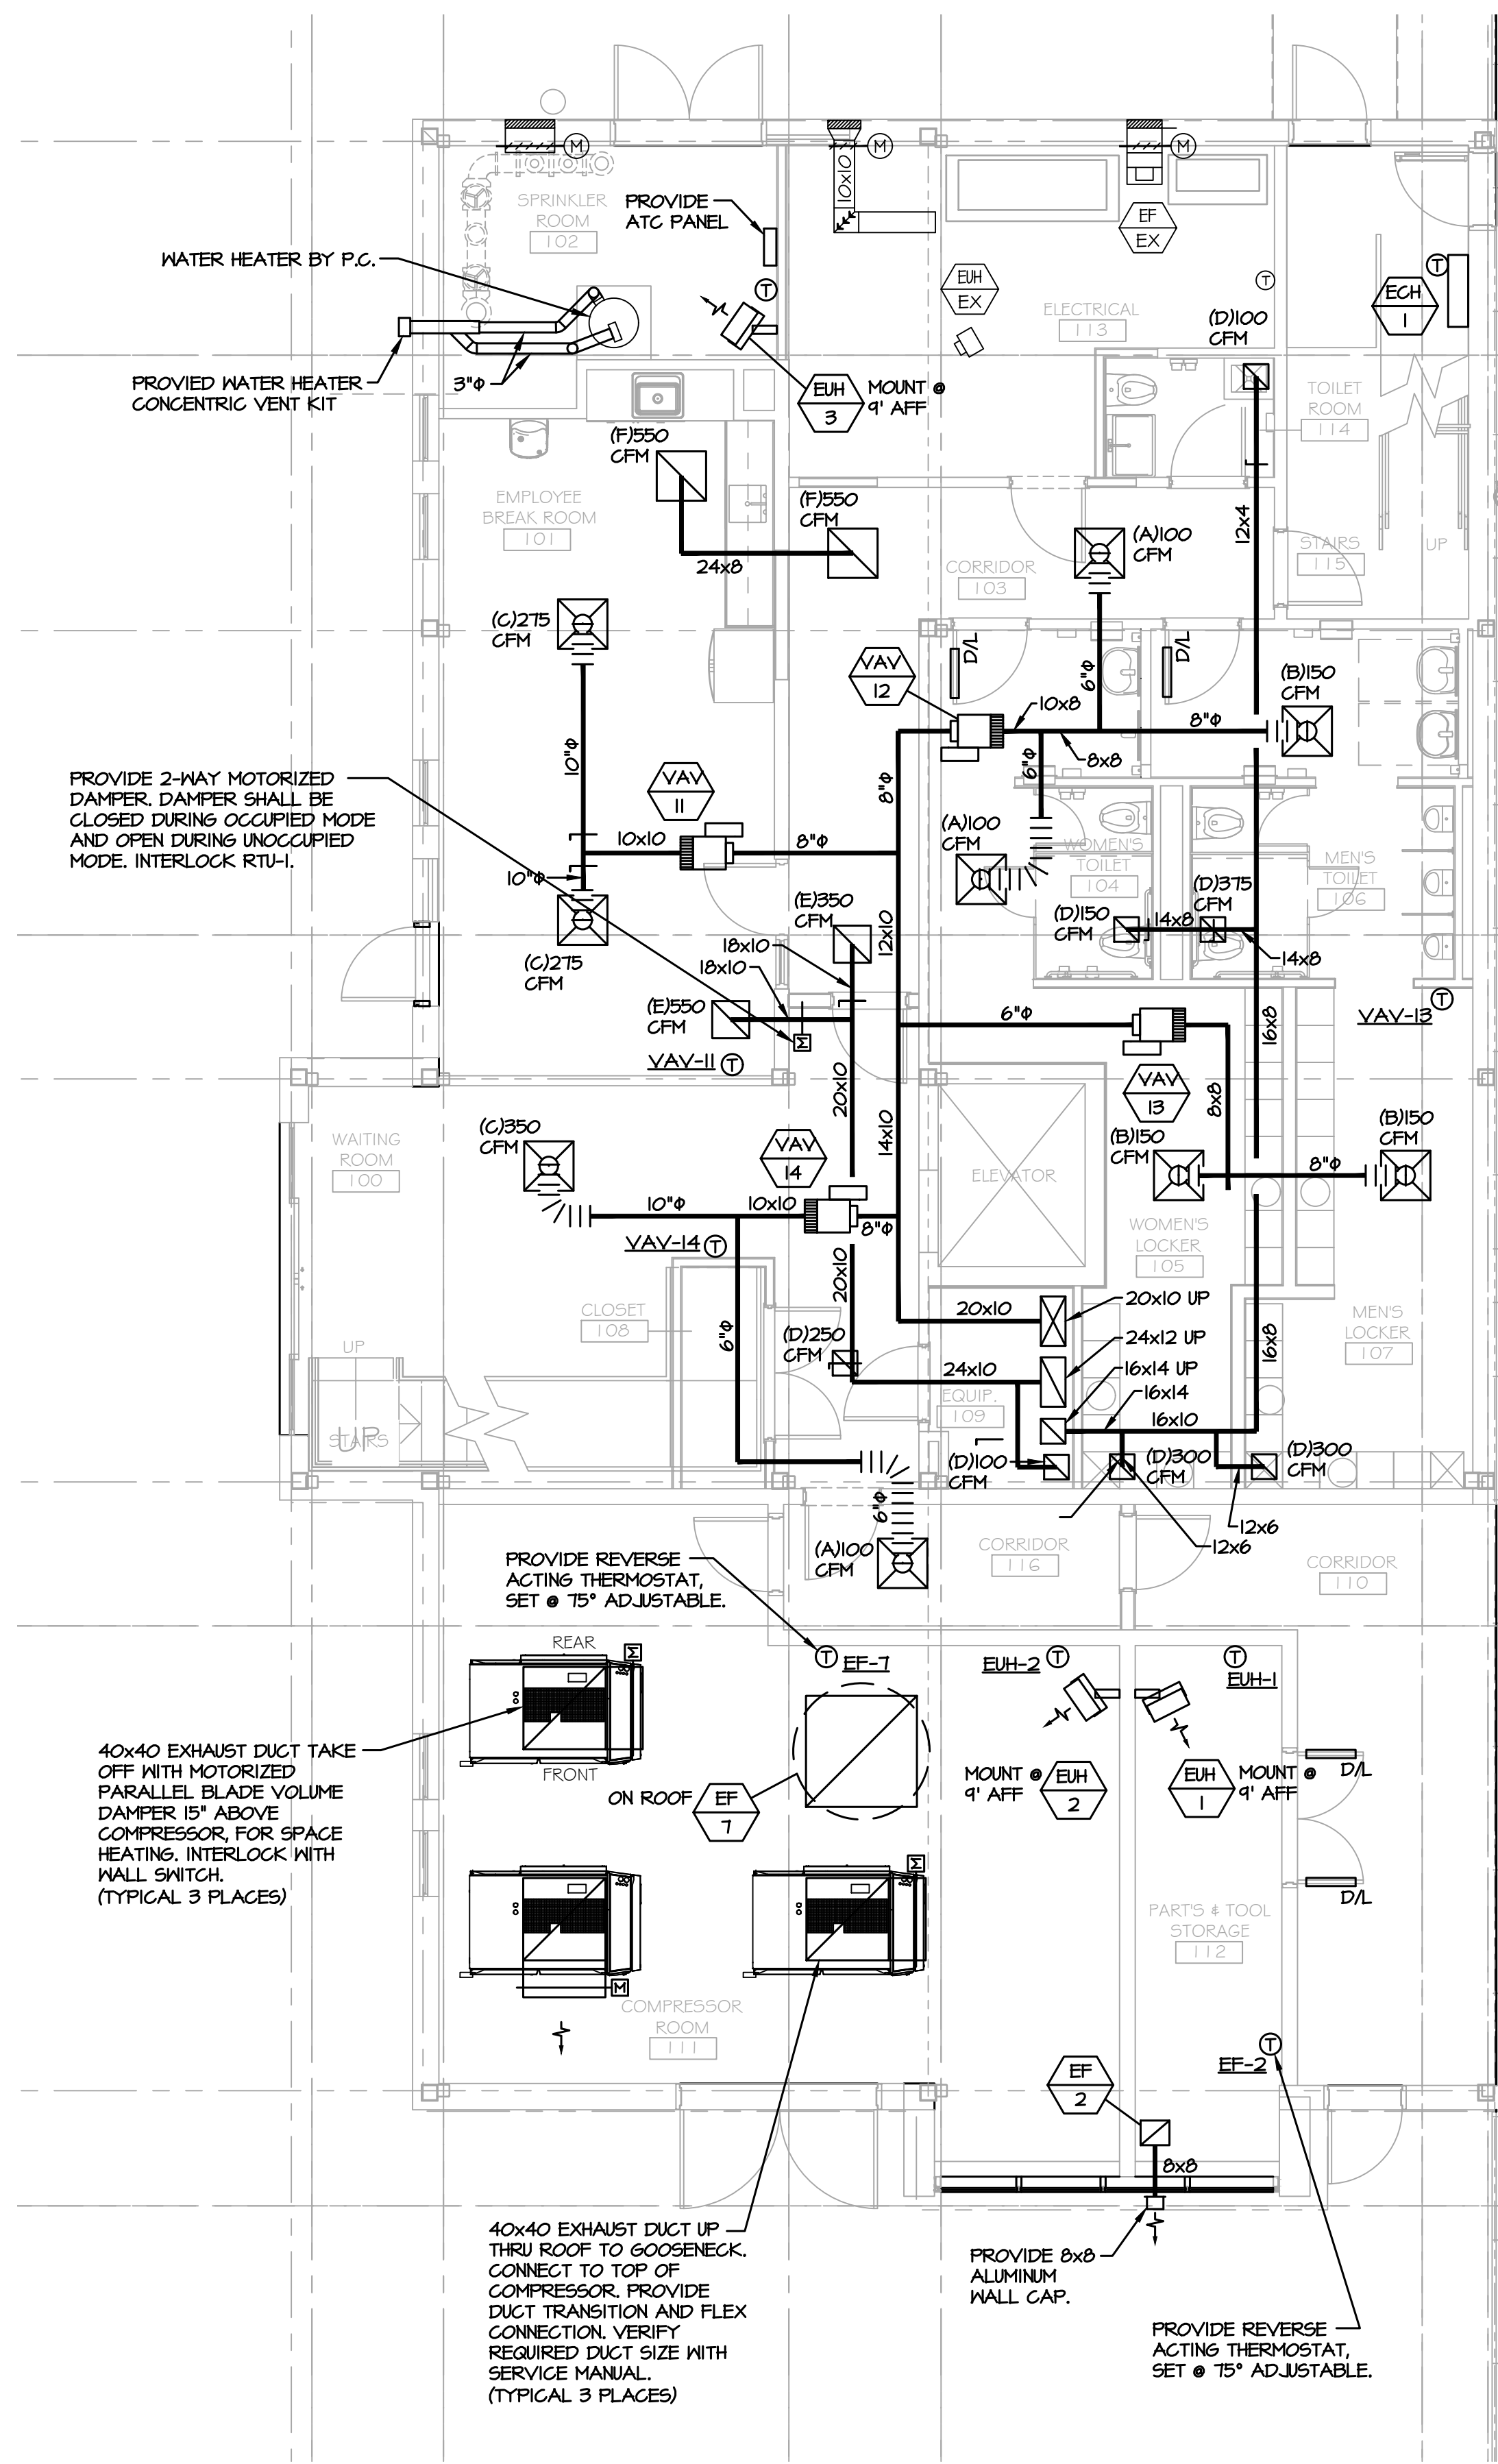 M
M
M
10x10
SPRINKLER
ROOM
102
PROVIDE
ATC PANEL
EF
EX
WATER HEATER BY P.C.
T
EUH
EX
ELECTRICAL
113
T
T
ECH
1
(D)100
CFM
PROVIED WATER HEATER
CONCENTRIC VENT KIT
3"Φ
EUH
3
MOUNT @
9' AFF
TOILET
ROOM
114
(F)550
CFM
EMPLOYEE
BREAK ROOM
101
(F)550
CFM
24x8
(A)100
CFM
12x4
STAIRS
115
UP
CORRIDOR
103
(C)275
CFM
D/L
D/L
VAV
12
6"Φ
(B)150
CFM
10x8
8"Φ
8x8
6"Φ
10"Φ
8"Φ
PROVIDE 2-WAY MOTORIZED
DAMPER. DAMPER SHALL BE
CLOSED DURING OCCUPIED MODE
AND OPEN DURING UNOCCUPIED
MODE. INTERLOCK RTU-1.
VAV
11
10x10
8"Φ
10"Φ
(A)100
CFM
WOMEN'S
TOILET
104
MEN'S
TOILET
106
(E)350
CFM
(D)150
CFM
14x8
(D)375
CFM
14x8
12x10
18x10
18x10
(C)275
CFM
(E)550
CFM
M
6"Φ
16x8
VAV-13
T
VAV-11
T
20x10
VAV
13
8x8
14x10
(C)350
CFM
WAITING
ROOM
100
VAV
14
(B)150
CFM
(B)150
CFM
8"Φ
ELEVATOR
10"Φ
10x10
8"Φ
WOMEN'S
LOCKER
105
VAV-14
T
20x10
CLOSET
108
6"Φ
20x10
20x10 UP
MEN'S
LOCKER
107
(D)250
CFM
24x12 UP
16x8
UP
24x10
16x14 UP
EQUIP.
109
16x14
16x10
UP
STAIRS
(D)100
CFM
(D)300
CFM
(D)300
CFM
6"Φ
12x6
12x6
(A)100
CFM
CORRIDOR
116
CORRIDOR
110
PROVIDE REVERSE
ACTING THERMOSTAT,
SET @ 75° ADJUSTABLE.
REAR
M
T
EF-7
EUH-2
T
T
EUH-1
40x40 EXHAUST DUCT TAKE
OFF WITH MOTORIZED
PARALLEL BLADE VOLUME
DAMPER 15" ABOVE
COMPRESSOR, FOR SPACE
HEATING. INTERLOCK WITH
WALL SWITCH.
(TYPICAL 3 PLACES)
FRONT
ON ROOF
EF
7
MOUNT @
9' AFF
EUH
2
EUH
1
MOUNT @
9' AFF
D/L
M
D/L
PART'S & TOOL
STORAGE
112
M
COMPRESSOR
ROOM
111
T
EF-2
EF
2
8x8
40x40 EXHAUST DUCT UP
THRU ROOF TO GOOSENECK.
CONNECT TO TOP OF
COMPRESSOR. PROVIDE
DUCT TRANSITION AND FLEX
CONNECTION. VERIFY
REQUIRED DUCT SIZE WITH
SERVICE MANUAL.
(TYPICAL 3 PLACES)
PROVIDE 8x8
ALUMINUM
WALL CAP.
PROVIDE REVERSE
ACTING THERMOSTAT,
SET @ 75° ADJUSTABLE.